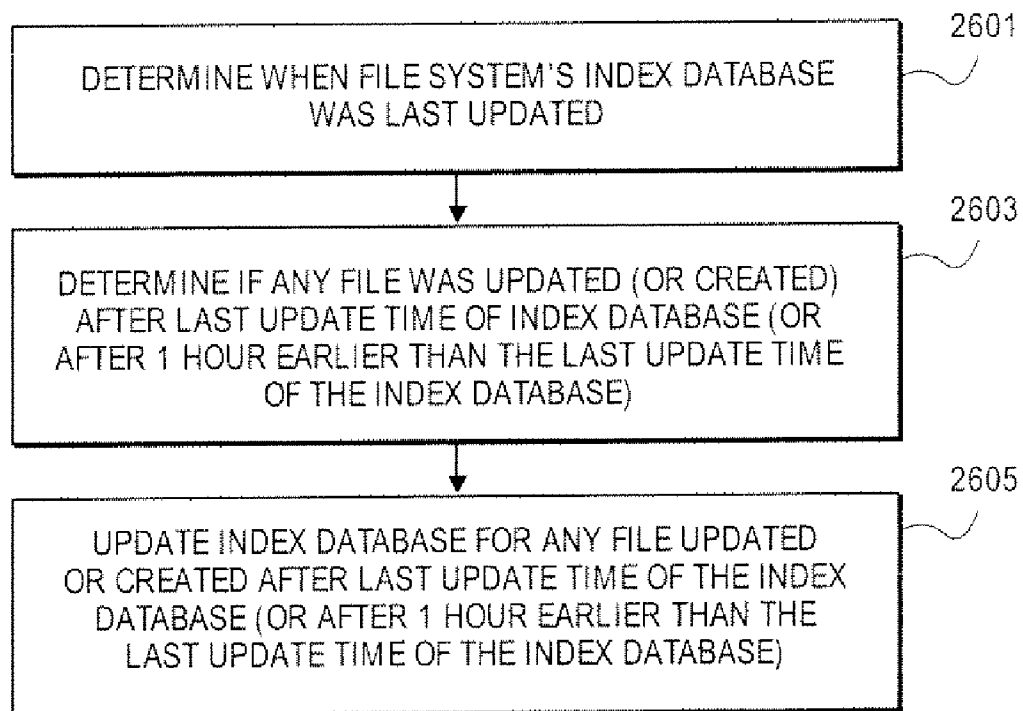 2601
DETERMINE WHEN FILE SYSTEM'S INDEX DATABASE
WAS LAST UPDATED
2603
DETERMINE IF ANY FILE WAS UPDATED (OR CREATED)
AFTER LAST UPDATE TIME OF INDEX DATABASE (OR
AFTER 1 HOUR EARLIER THAN THE LAST UPDATE TIME
OF THE INDEX DATABASE)
2605
UPDATE INDEX DATABASE FOR ANY FILE UPDATED
OR CREATED AFTER LAST UPDATE TIME OF THE INDEX
DATABASE (OR AFTER 1 HOUR EARLIER THAN THE
LAST UPDATE TIME OF THE INDEX DATABASE)